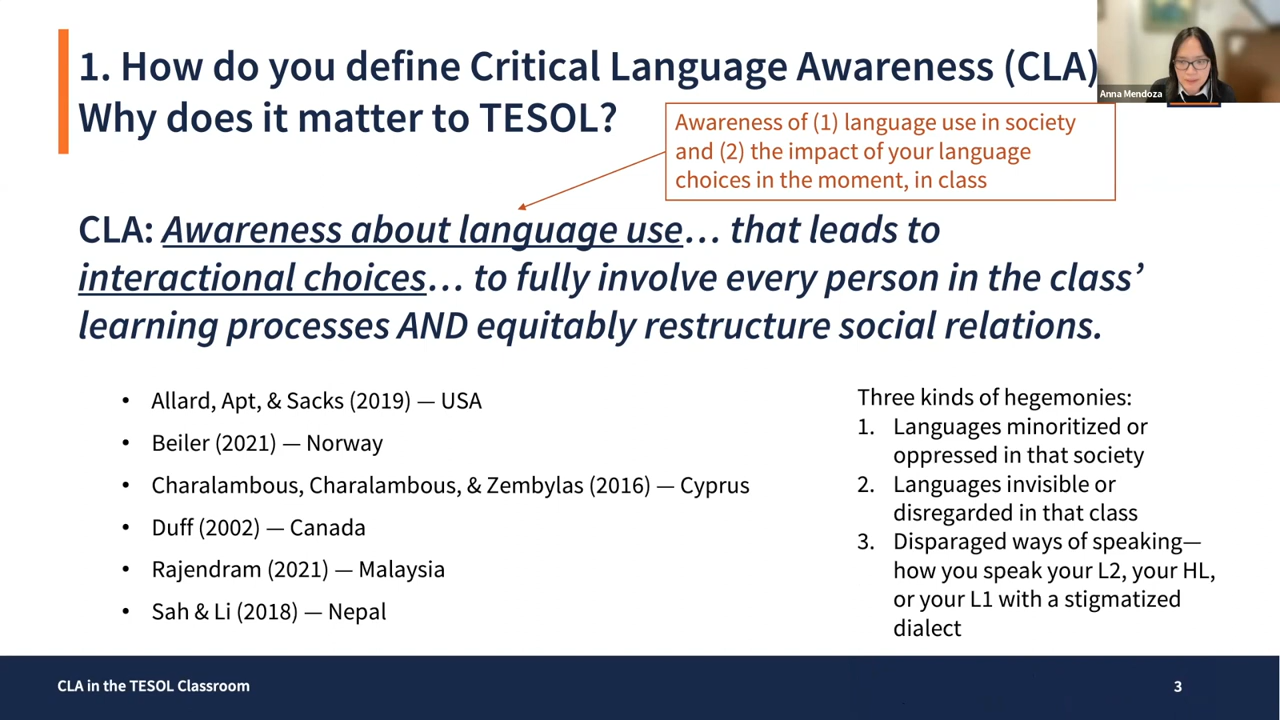 1. How do you define Critical Language Awareness (CLA)
Why does it matter to TESOL?
Anna Mendoza
Awareness of (1) language use in society
and (2) the impact of your language
choices in the moment, in class
CLA: Awareness about language use… that leads to
interactional choices… to fully involve every person in the class’
learning processes AND equitably restructure social relations.
• Allard, Apt, & Sacks (2019) — USA
• Beiler (2021) — Norway
• Charalambous, Charalambous, & Zembylas (2016) — Cyprus
• Duff (2002) — Canada
• Rajendram (2021) — Malaysia
• Sah & Li (2018) — Nepal
Three kinds of hegemonies:
1. Languages minoritized or
oppressed in that society
2. Languages invisible or
disregarded in that class
3. Disparaged ways of speaking—
how you speak your L2, your HL,
or your L1 with a stigmatized
dialect
CLA in the TESOL Classroom
3